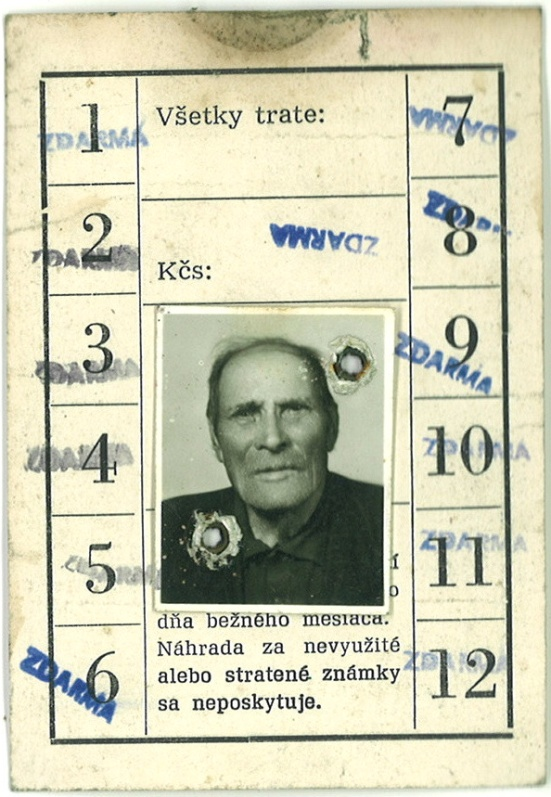 1
ZDARMA
2
ZDARMA
3
ZDARMA
4
ZDARMA
5
6
ZDARMA
Všetky trate:
ZDARMA
Kčs:
í
o
dňa bežného mesiaca.
Náhrada za nevyužité
alebo stratené známky
sa neposkytuje.
7
ZDARMA
8
9
ZDARMA
10
ZDARMA
11
ZDARMA
12
ZDARMA